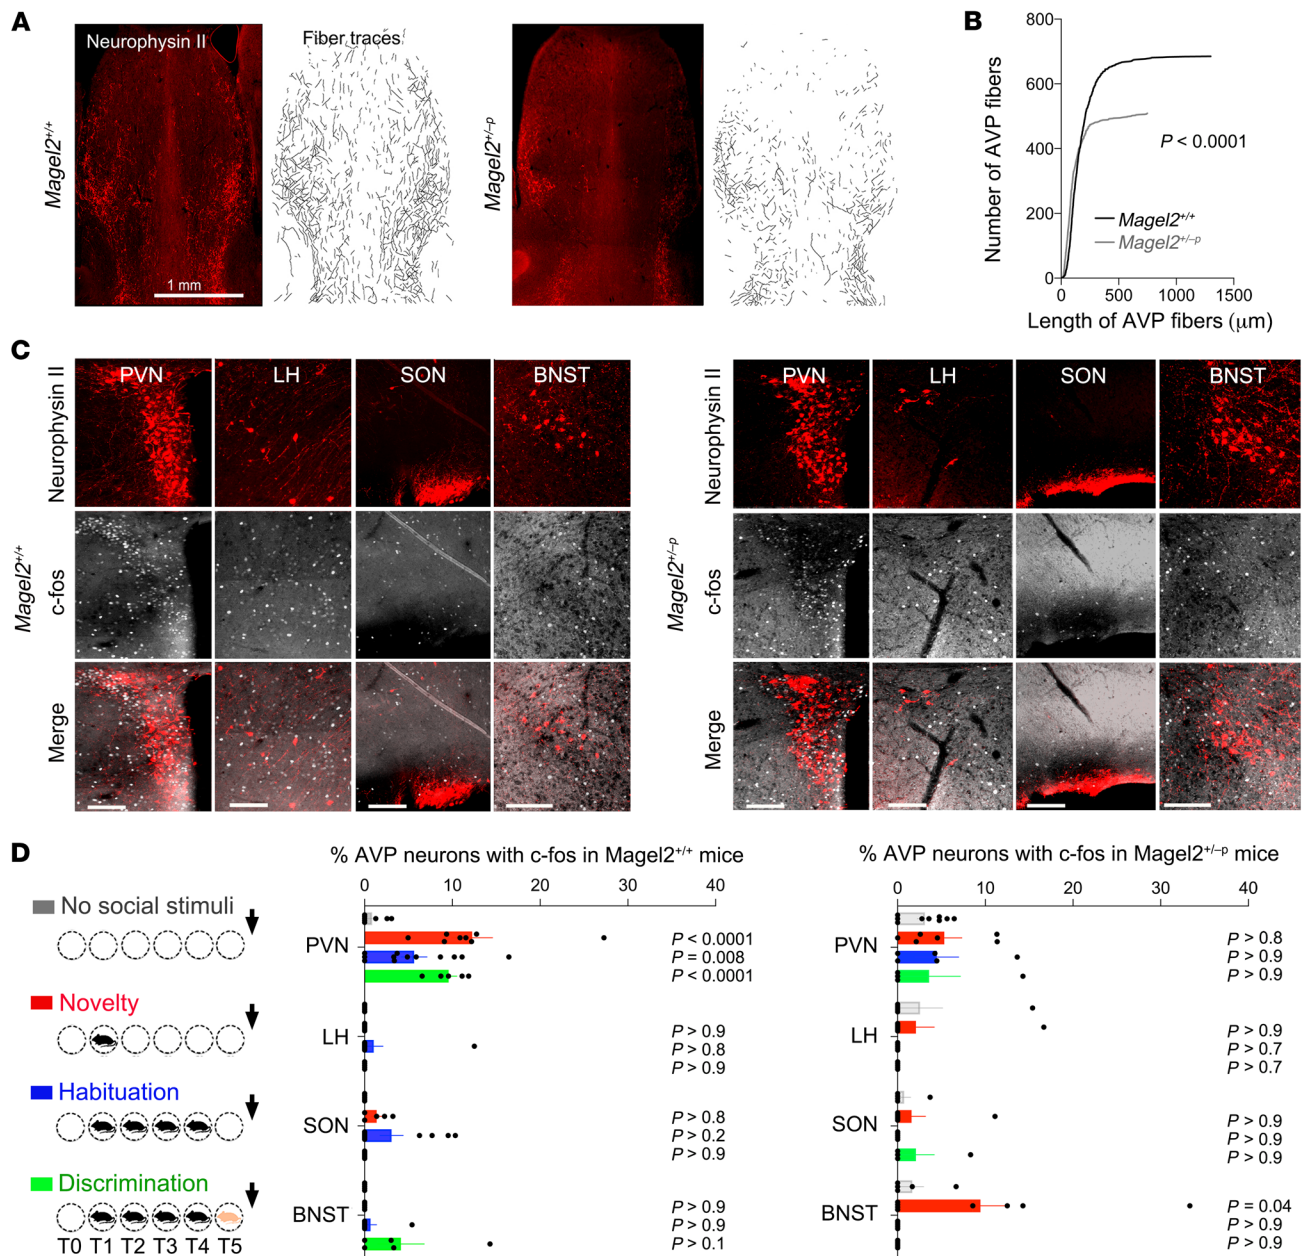 A
Neurophysin II
Fiber traces
Magel2+/+
1 mm
Magel2+/–p
B
Number of AVP fibers
800
600
400
200
0
P < 0.0001
Magel2+/+
Magel2+/–p
0 500 1000 1500
Length of AVP fibers (μm)
C
Magel2+/+
Neurophysin II
c-fos
Merge
PVN LH SON BNST
Magel2+/–p
Neurophysin II
c-fos
Merge
PVN LH SON BNST
D
No social stimuli
Novelty
Habituation
Discrimination
T0 T1 T2 T3 T4 T5
% AVP neurons with c-fos in Magel2+/+ mice
0 10 20 30 40
PVN
P < 0.0001
P = 0.008
P < 0.0001
LH
P > 0.9
P > 0.8
P > 0.9
SON
P > 0.8
P > 0.2
P > 0.9
BNST
P > 0.9
P > 0.9
P > 0.1
% AVP neurons with c-fos in Magel2+/–p mice
0 10 20 30 40
PVN
P > 0.8
P > 0.9
P > 0.9
LH
P > 0.9
P > 0.7
P > 0.7
SON
P > 0.9
P > 0.9
P > 0.9
BNST
P = 0.04
P > 0.9
P > 0.9